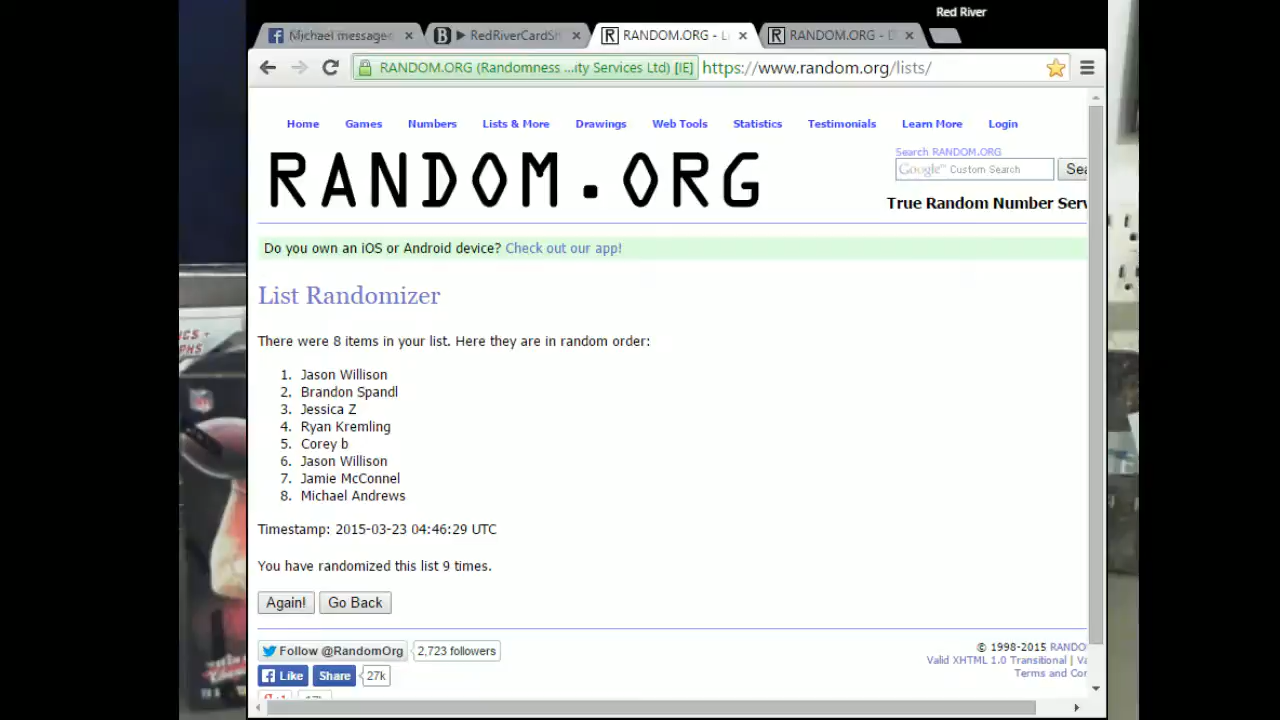 Red River
Michael message
RedRiverCardSh
RANDOM.ORG - L
RANDOM.ORG - D
RANDOM.ORG (Randomness ...ity Services Ltd) [IE]
https://www.random.org/lists/
Home Games Numbers Lists & More Drawings Web Tools Statistics Testimonials Learn More Login
RANDOM.ORG
Search RANDOM.ORG
Google™ Custom Search
Sea
True Random Number Serv
Do you own an iOS or Android device? Check out our app!
List Randomizer
There were 8 items in your list. Here they are in random order:
1. Jason Willison
2. Brandon Spandl
3. Jessica Z
4. Ryan Kremling
5. Corey b
6. Jason Willison
7. Jamie McConnel
8. Michael Andrews
Timestamp: 2015-03-23 04:46:29 UTC
You have randomized this list 9 times.
Again! Go Back
Follow @RandomOrg 2,723 followers
Like Share 27k
© 1998-2015 RANDO
Valid XHTML 1.0 Transitional | Va
Terms and Con
NFL